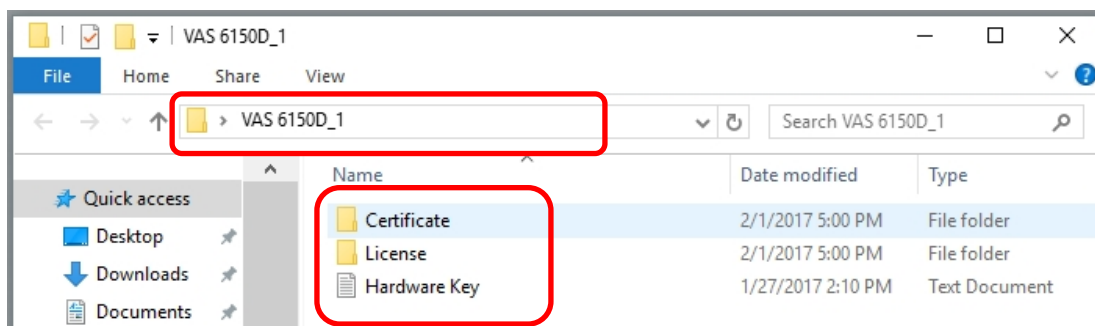 VAS 6150D_1
File Home Share View
VAS 6150D_1 Search VAS 6150D_1
Name Date modified Type
Quick access
Certificate 2/1/2017 5:00 PM File folder
Desktop
License 2/1/2017 5:00 PM File folder
Downloads
Hardware Key 1/27/2017 2:10 PM Text Document
Documents